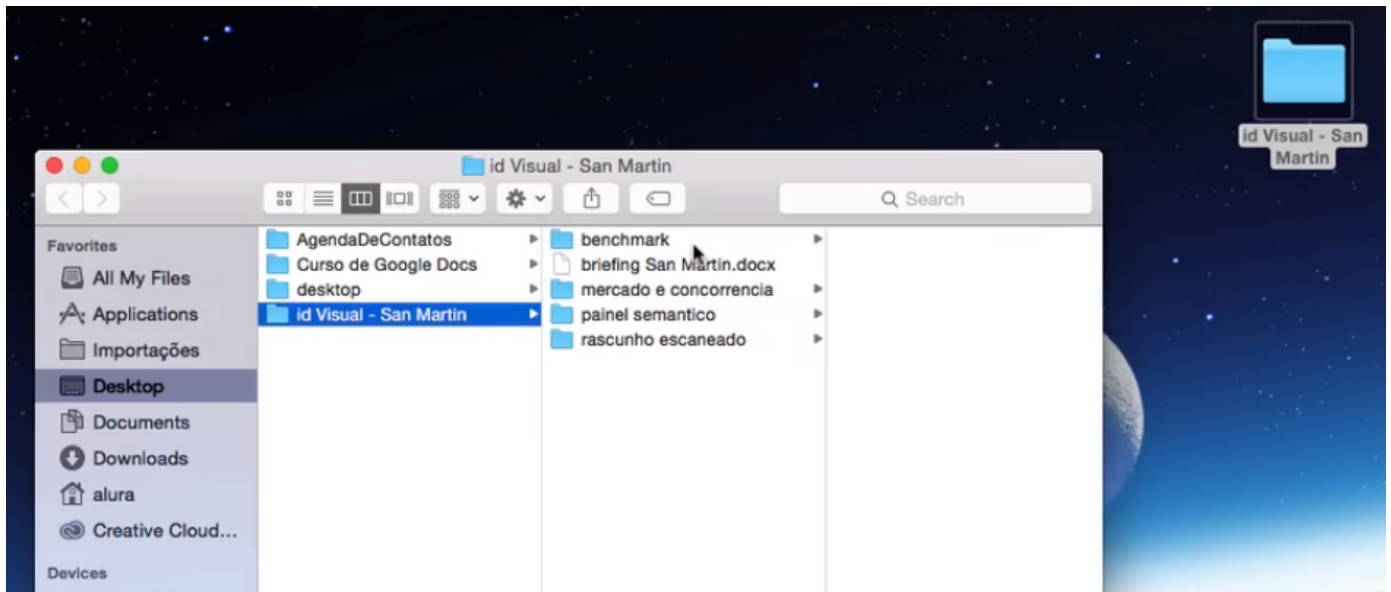 id Visual - San
Martin
id Visual - San Martin
Search
Favorites
All My Files
Applications
Importações
Desktop
Documents
Downloads
alura
Creative Cloud...
Devices
AgendaDeContatos
Curso de Google Docs
desktop
id Visual - San Martin
benchmark
briefing San Martin.docx
mercado e concorrencia
painel semantico
rascunho escaneado